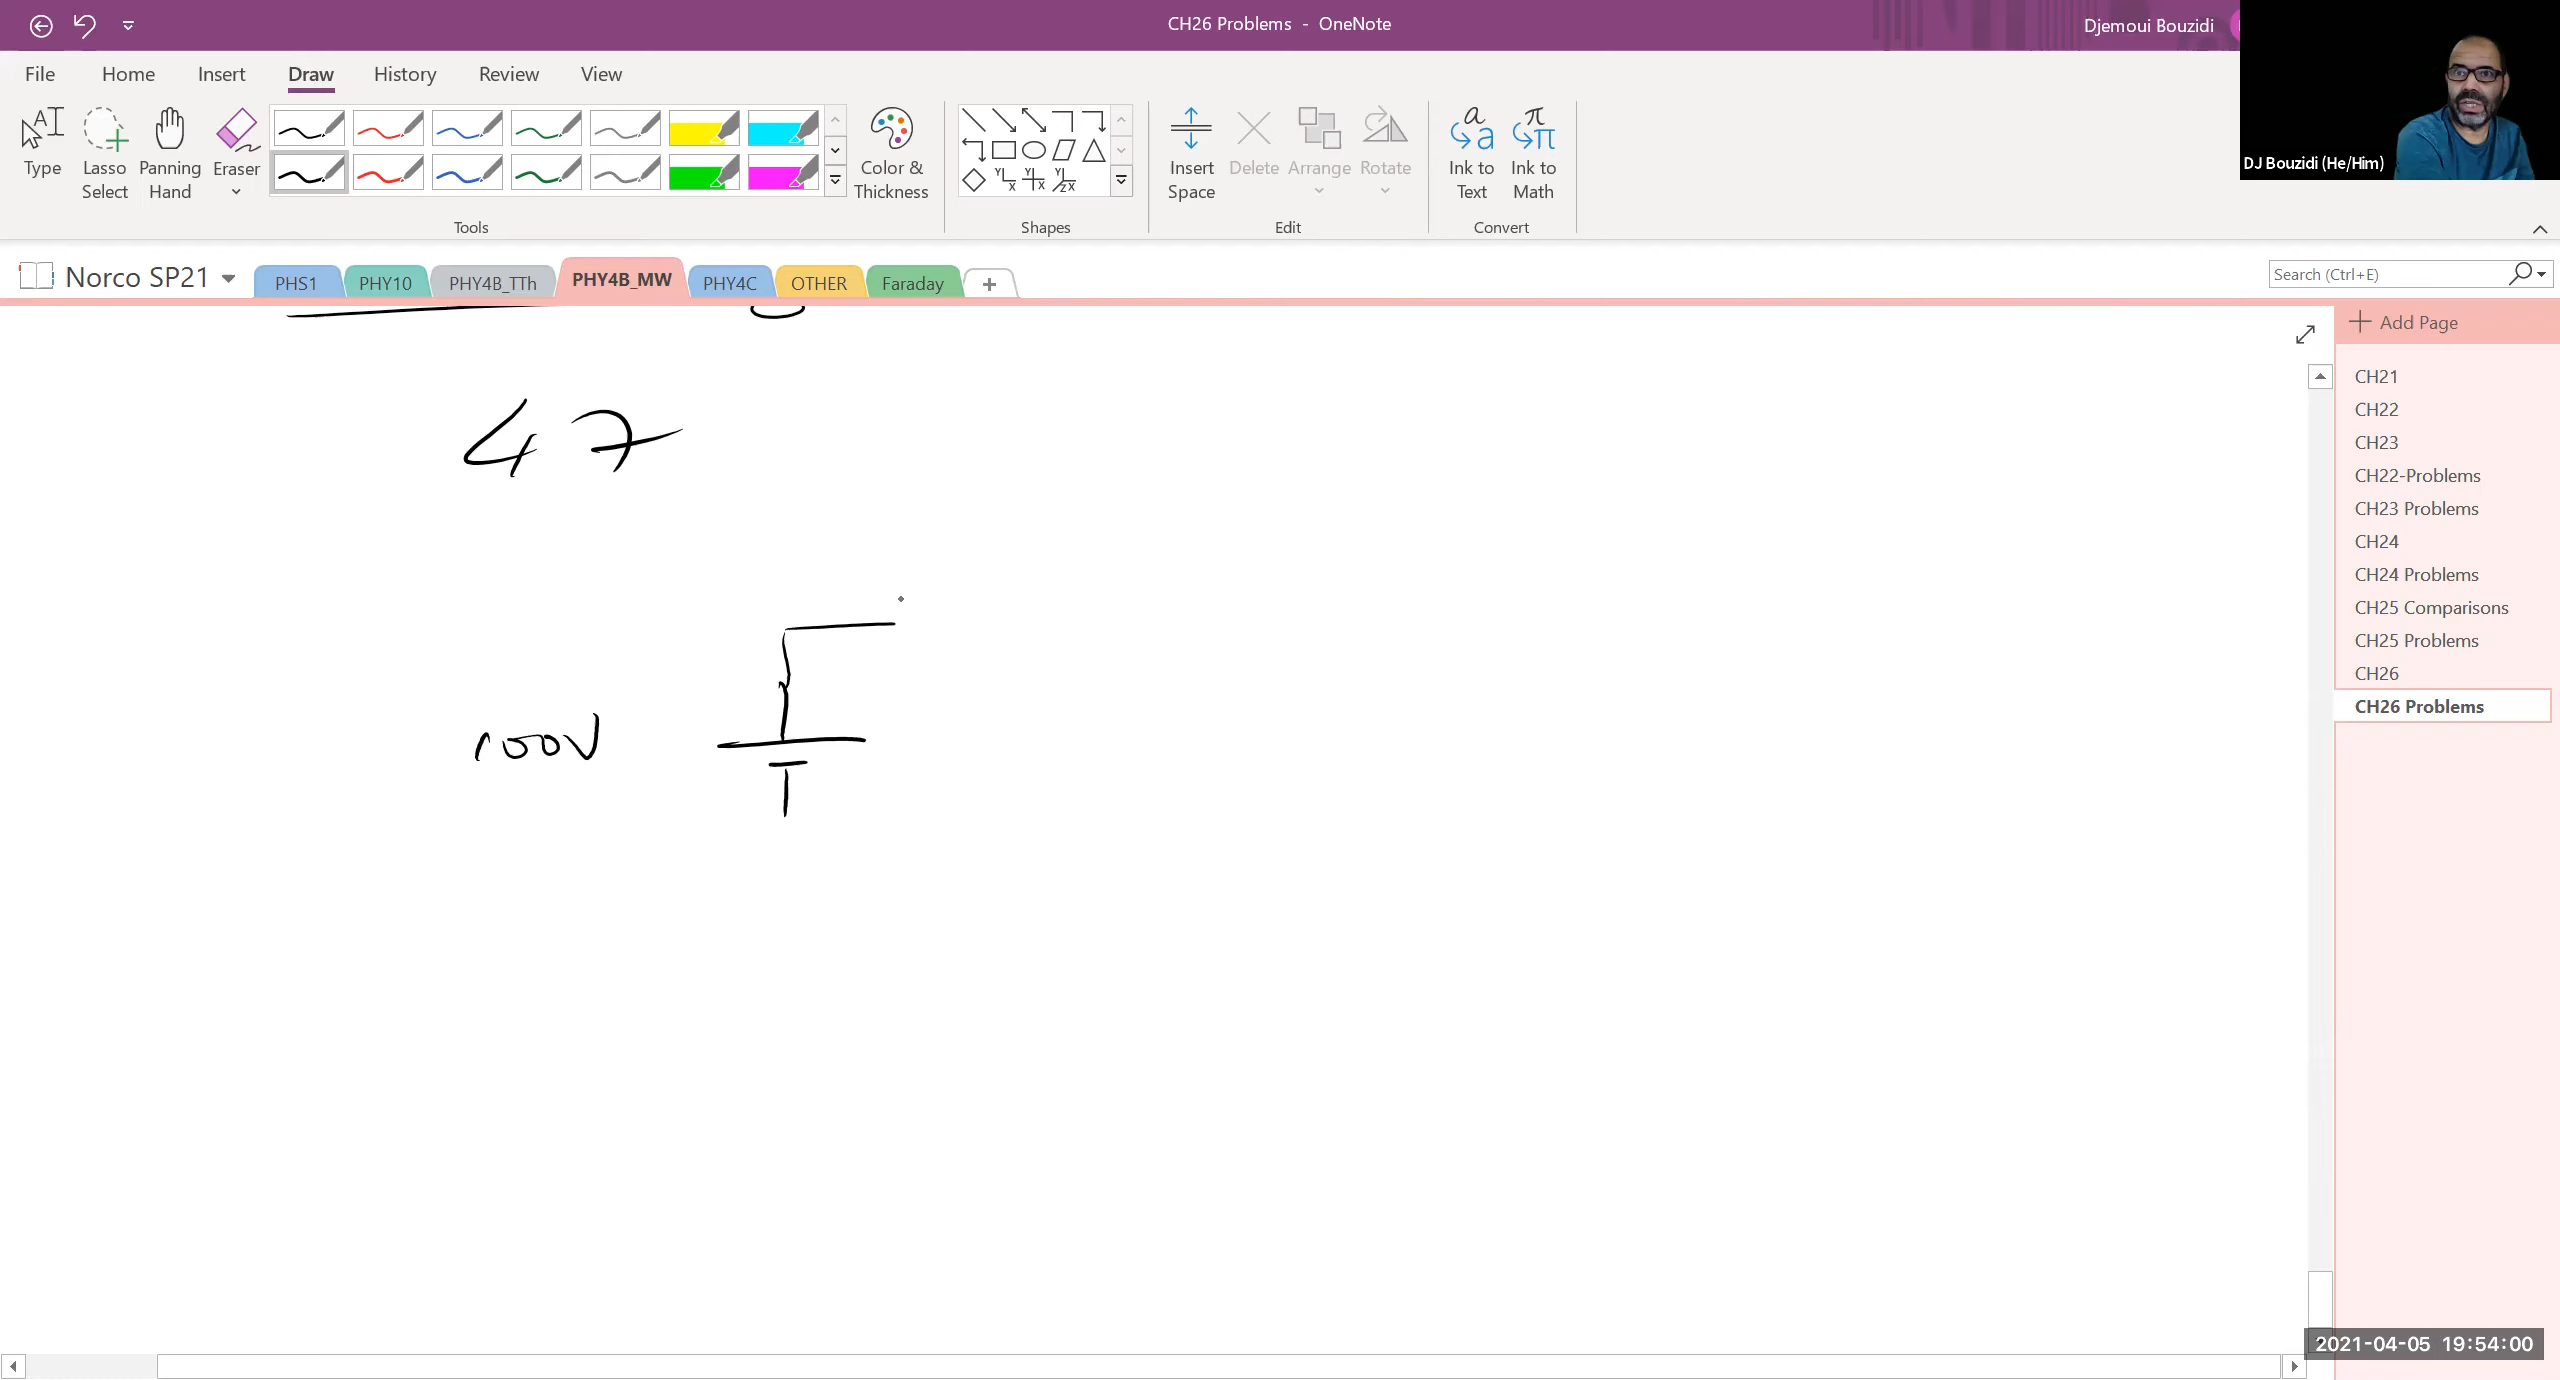 CH26 Problems - OneNote
Djemoui Bouzidi
File Home Insert Draw History Review View
Type
Lasso Select
Panning Hand
Eraser
Color & Thickness
Insert Space
Delete
Arrange
Rotate
Ink to Text
Ink to Math
Tools
Shapes
Edit
Convert
DJ Bouzidi (He/Him)
Norco SP21
PHS1 PHY10 PHY4B_TTh PHY4B_MW PHY4C OTHER Faraday
Search (Ctrl+E)
Add Page
CH21
CH22
CH23
CH22-Problems
CH23 Problems
CH24
CH24 Problems
CH25 Comparisons
CH25 Problems
CH26
CH26 Problems
47
100V
2021-04-05 19:54:00